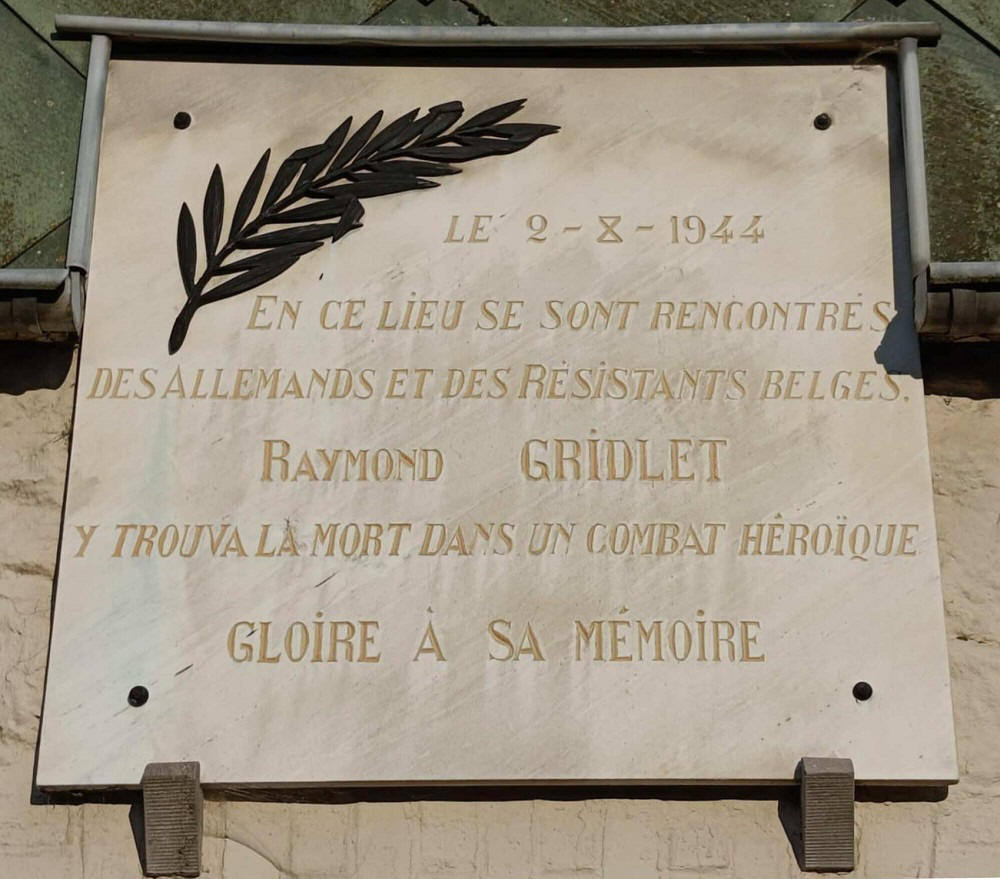 LE 2-X-1944
EN CE LIEU SE SONT RENCONTRÉS
DES ALLEMANDS ET DES RÉSISTANTS BELGES.
RAYMOND GRIDLET
Y TROUVA LA MORT DANS UN COMBAT HÉROÏQUE
GLOIRE À SA MÉMOIRE